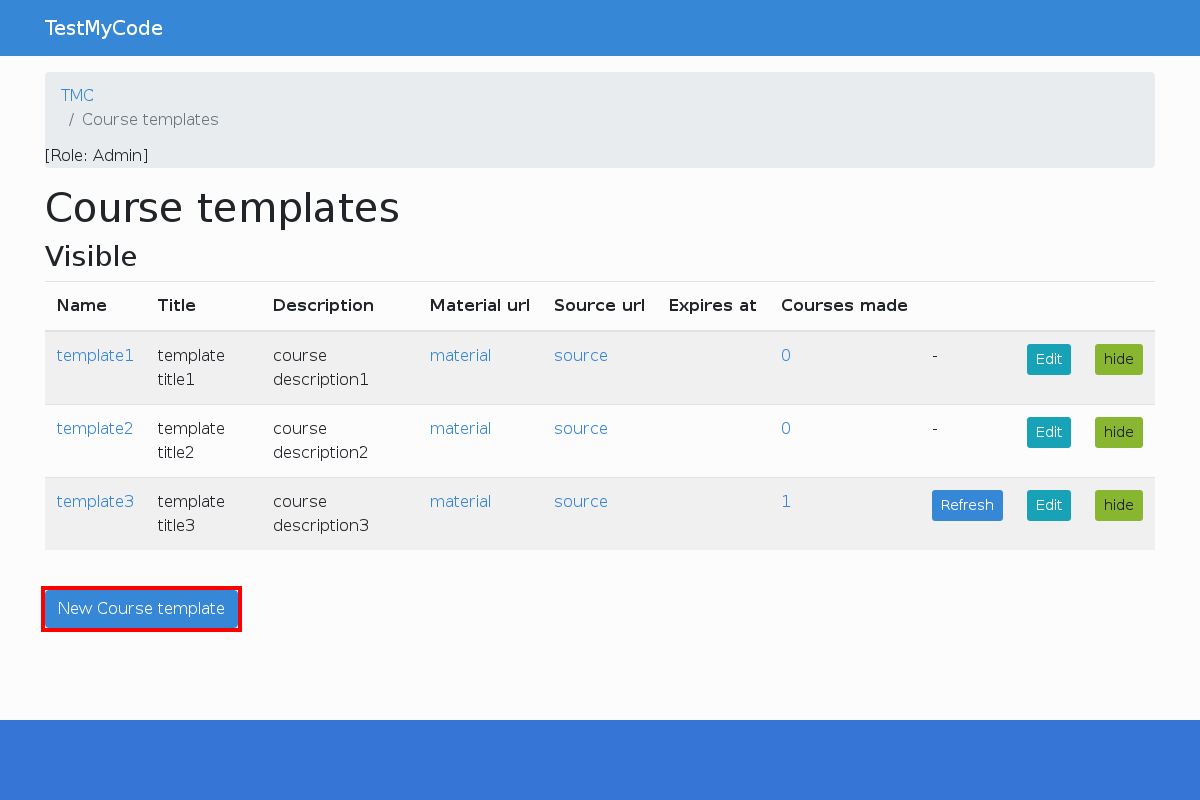 TestMyCode
TMC
/ Course templates
[Role: Admin]
Course templates
Visible
Name Title Description Material url Source url Expires at Courses made
template1 template title1 course description1 material source 0 - Edit hide
template2 template title2 course description2 material source 0 - Edit hide
template3 template title3 course description3 material source 1 Refresh Edit hide
New Course template